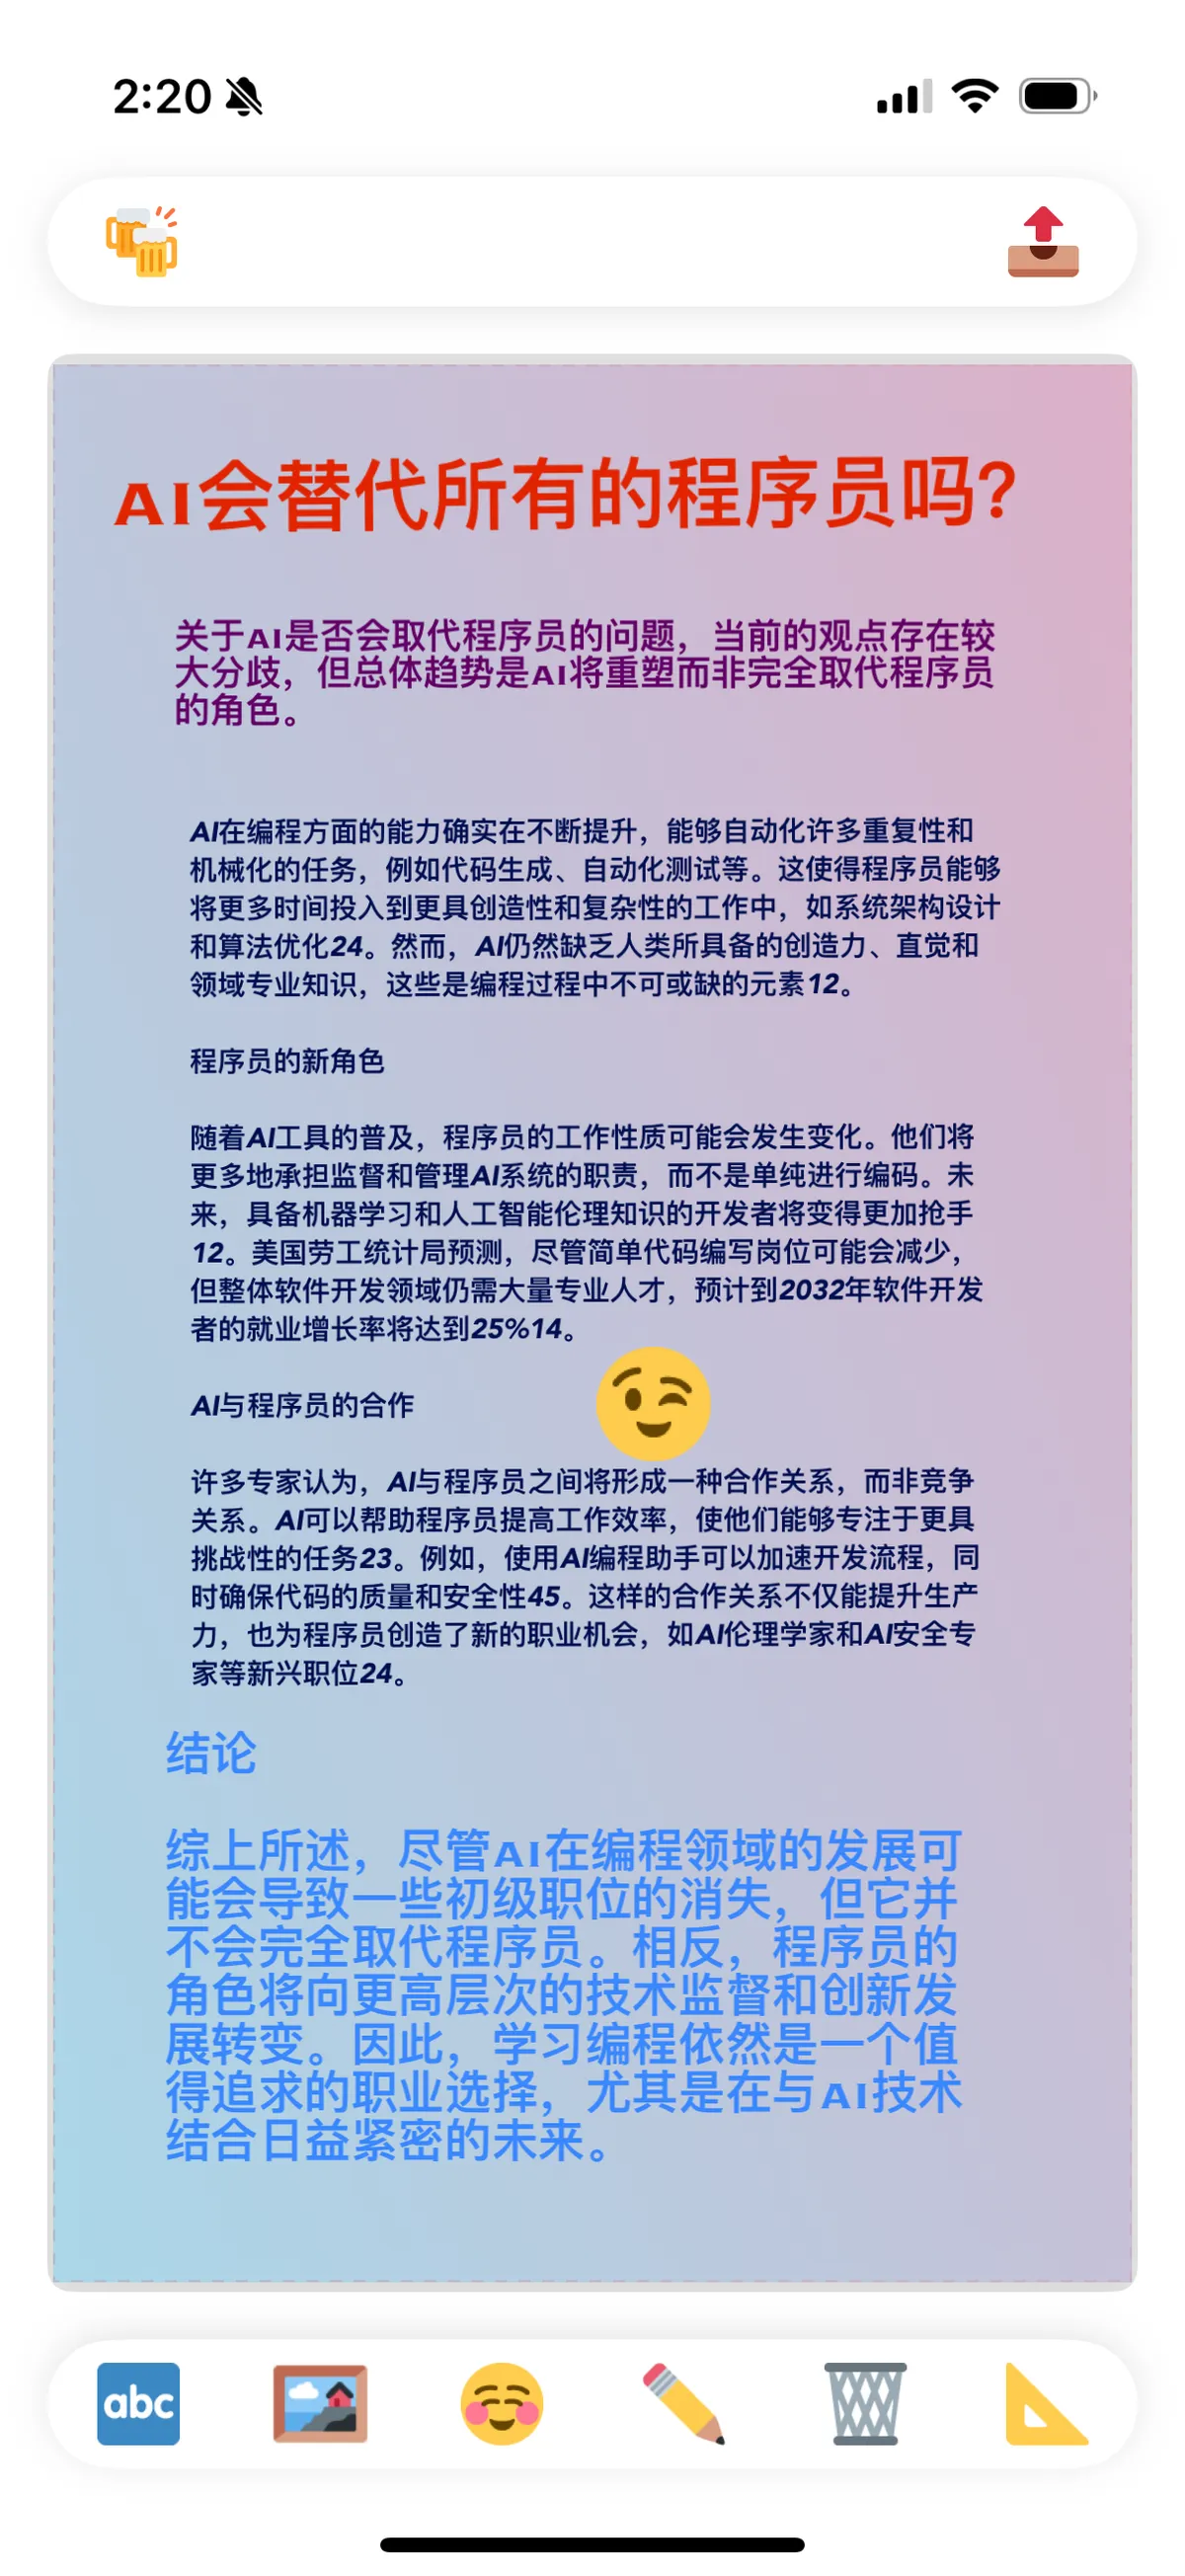 2:20
AI会替代所有的程序员吗?
关于AI是否会取代程序员的问题，当前的观点存在较
大分歧，但总体趋势是AI将重塑而非完全取代程序员
的角色。
AI在编程方面的能力确实在不断提升，能够自动化许多重复性和
机械化的任务，例如代码生成、自动化测试等。这使得程序员能够
将更多时间投入到更具创造性和复杂性的工作中，如系统架构设计
和算法优化24。然而，AI仍然缺乏人类所具备的创造力、直觉和
领域专业知识，这些是编程过程中不可或缺的元素12。
程序员的新角色
随着AI工具的普及，程序员的工作性质可能会发生变化。他们将
更多地承担监督和管理AI系统的职责，而不是单纯进行编码。未
来，具备机器学习和人工智能伦理知识的开发者将变得更加抢手
12。美国劳工统计局预测，尽管简单代码编写岗位可能会减少，
但整体软件开发领域仍需大量专业人才，预计到2032年软件开发
者的就业增长率将达到25%14。
AI与程序员的合作
许多专家认为，AI与程序员之间将形成一种合作关系，而非竞争
关系。AI可以帮助程序员提高工作效率，使他们能够专注于更具
挑战性的任务23。例如，使用AI编程助手可以加速开发流程，同
时确保代码的质量和安全性45。这样的合作关系不仅能提升生产
力，也为程序员创造了新的职业机会，如AI伦理学家和AI安全专
家等新兴职位24。
结论
综上所述，尽管AI在编程领域的发展可
能会导致一些初级职位的消失，但它并
不会完全取代程序员。相反，程序员的
角色将向更高层次的技术监督和创新发
展转变。因此，学习编程依然是一个值
得追求的职业选择，尤其是在与AI技术
结合日益紧密的未来。
abc